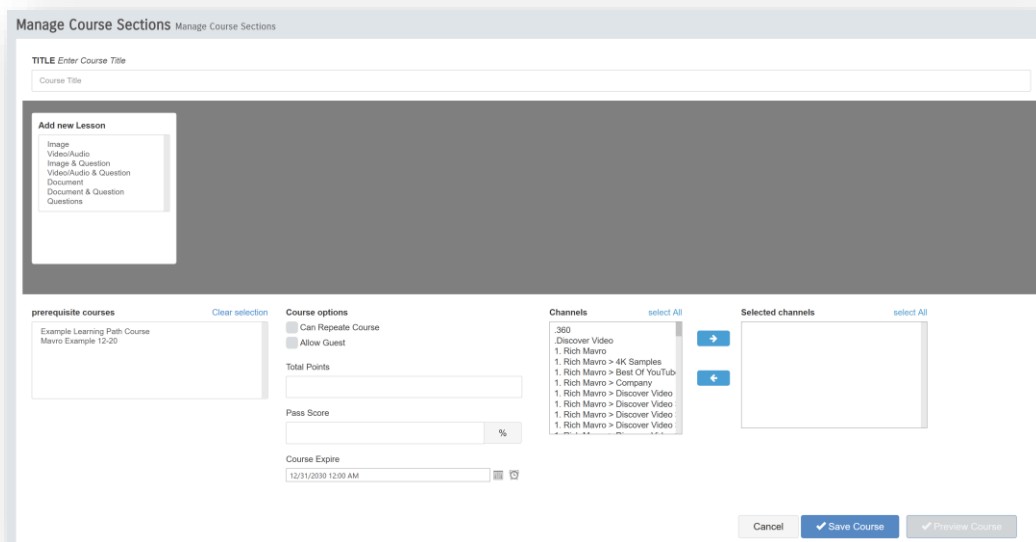 Manage Course Sections Manage Course Sections
TITLE Enter Course Title
Course Title
Add new Lesson
Image
Video/Audio
Image & Question
Video/Audio & Question
Document
Document & Question
Questions
prerequisite courses Clear selection
Example Learning Path Course
Mavro Example 12-20
Course options
Can Repeat Course
Allow Guest
Total Points
Pass Score
%
Course Expire
12/31/2030 12:00 AM
Channels select All
.360
.Discover Video
1. Rich Mavro
1. Rich Mavro > 4K Samples
1. Rich Mavro > Best Of YouTub
1. Rich Mavro > Company
1. Rich Mavro > Discover Video
1. Rich Mavro > Discover Video
1. Rich Mavro > Discover Video
1. Rich Mavro > Discover Video
Selected channels select All
Cancel
Save Course
Preview Course